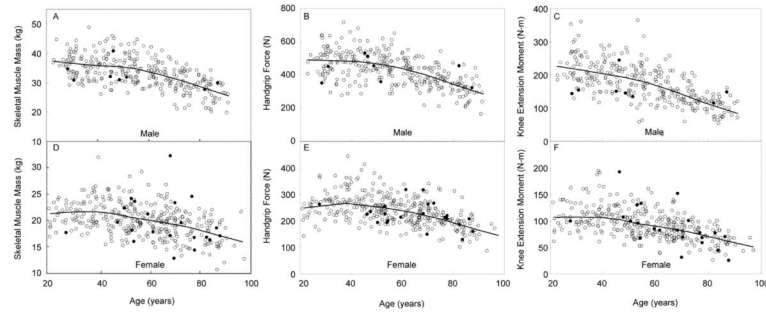 A
Skeletal Muscle Mass (kg)
50
40
30
20
10
Male
B
Handgrip Force (N)
800
600
400
200
0
Male
C
Knee Extension Moment (N-m)
400
300
200
100
0
Male
D
Skeletal Muscle Mass (kg)
30
25
20
15
10
Female
20 40 60 80 100
Age (years)
E
Handgrip Force (N)
500
400
300
200
100
0
Female
20 40 60 80 100
Age (years)
F
Knee Extension Moment (N-m)
200
150
100
50
0
Female
20 40 60 80 100
Age (years)